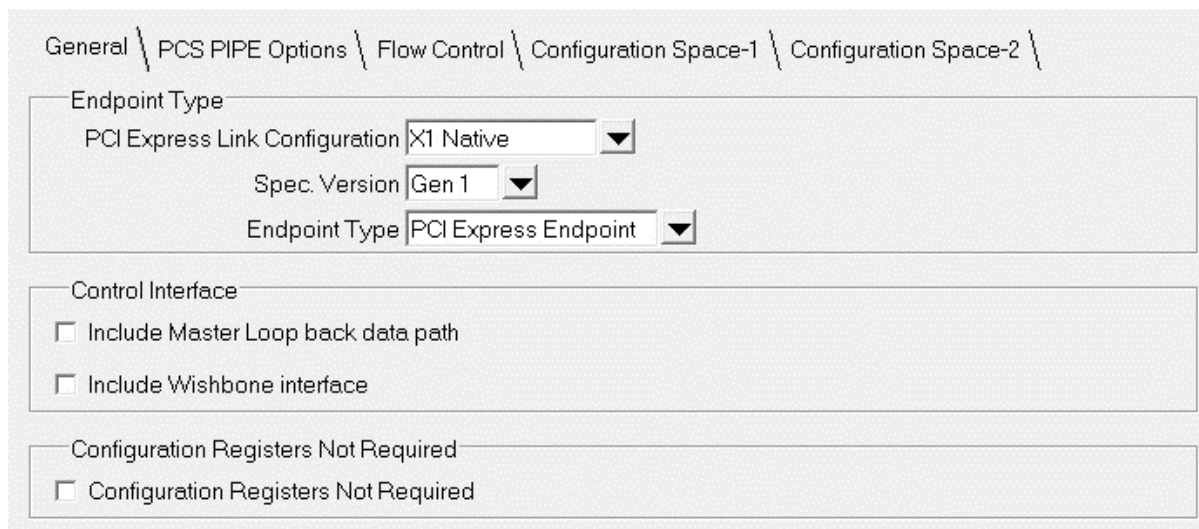 General \ PCS PIPE Options \ Flow Control \ Configuration Space-1 \ Configuration Space-2 \
Endpoint Type
PCI Express Link Configuration X1 Native
Spec. Version Gen 1
Endpoint Type PCI Express Endpoint
Control Interface
Include Master Loop back data path
Include Wishbone interface
Configuration Registers Not Required
Configuration Registers Not Required